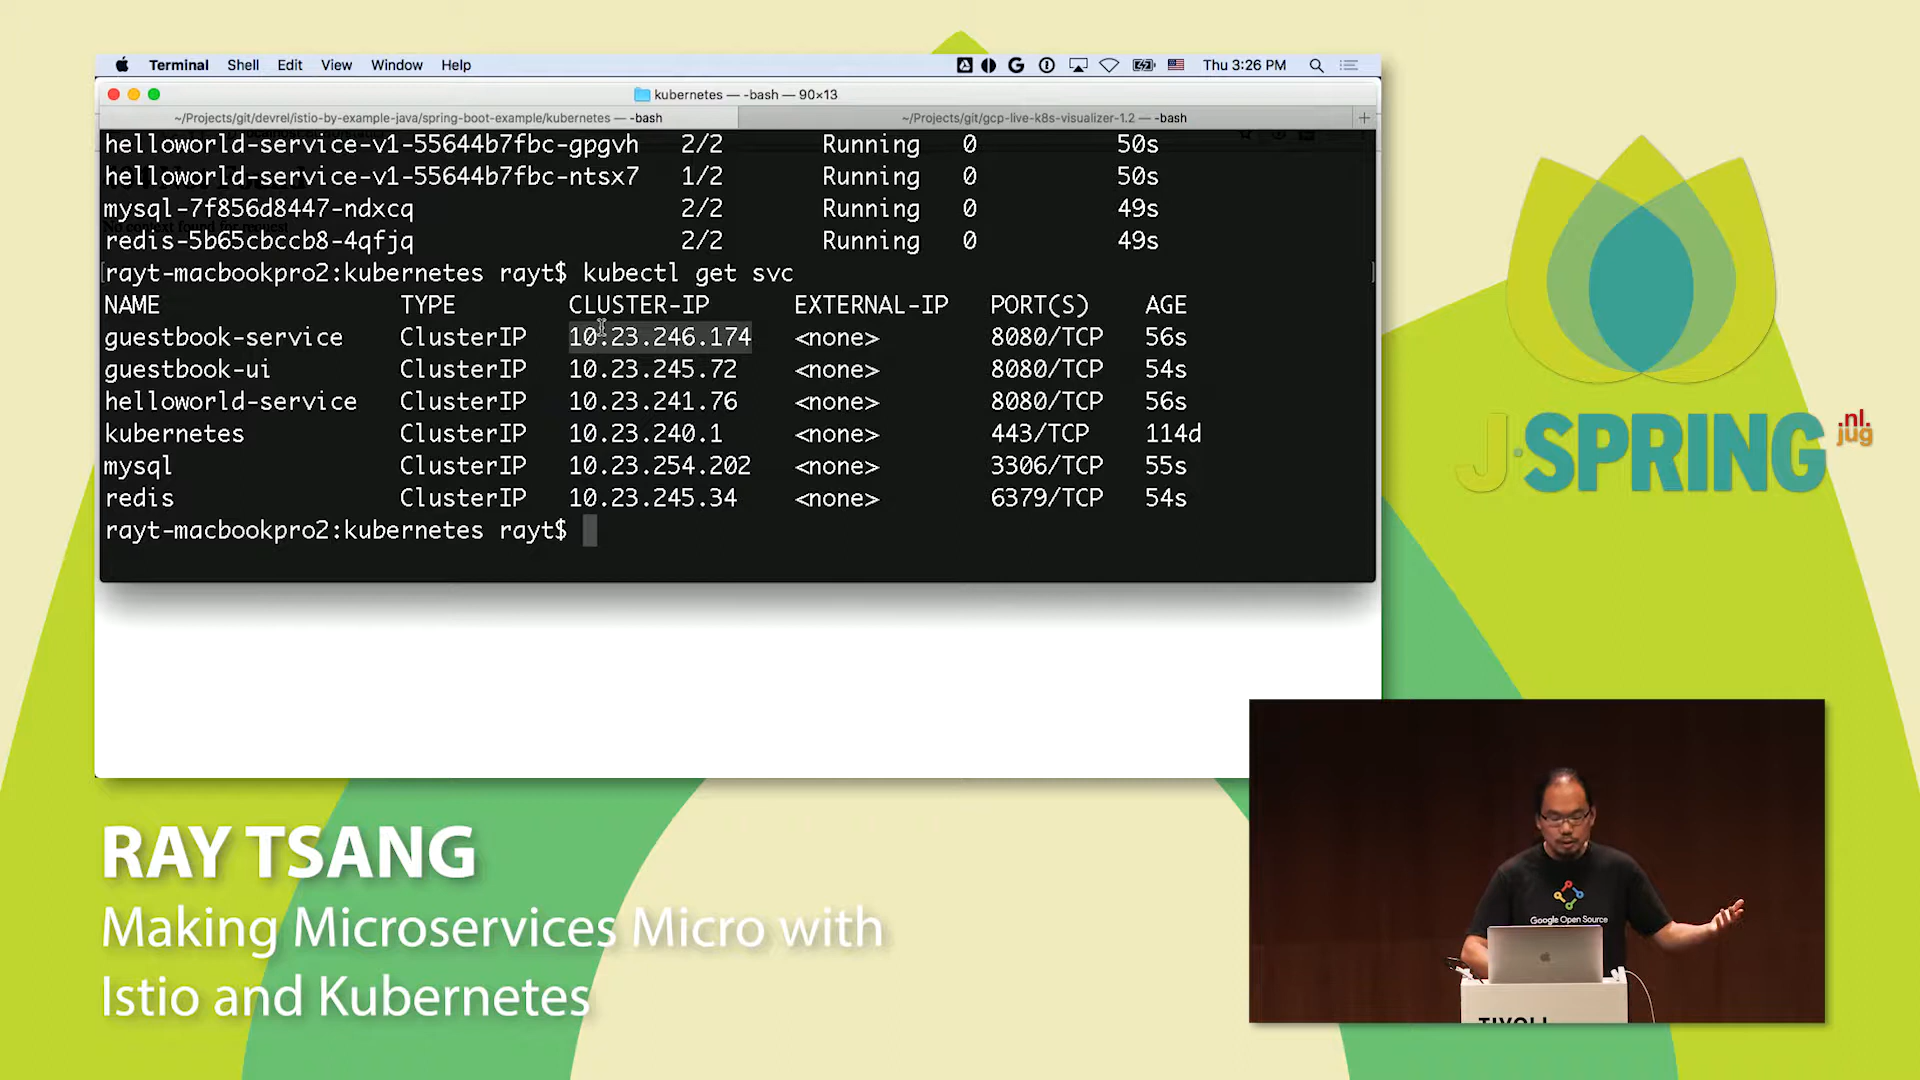 Terminal Shell Edit View Window Help Thu 3:26 PM
kubernetes — -bash — 90×13
~/Projects/git/devrel/istio-by-example-java/spring-boot-example/kubernetes — -bash ~/Projects/git/gcp-live-k8s-visualizer-1.2 — -bash +
helloworld-service-v1-55644b7fbc-gpgvh 2/2 Running 0 50s
helloworld-service-v1-55644b7fbc-ntsx7 1/2 Running 0 50s
mysql-7f856d8447-ndxcq 2/2 Running 0 49s
redis-5b65cbccb8-4qfjq 2/2 Running 0 49s
[rayt-macbookpro2:kubernetes rayt$ kubectl get svc ]
NAME TYPE CLUSTER-IP EXTERNAL-IP PORT(S) AGE
guestbook-service ClusterIP 10.23.246.174 <none> 8080/TCP 56s
guestbook-ui ClusterIP 10.23.245.72 <none> 8080/TCP 54s
helloworld-service ClusterIP 10.23.241.76 <none> 8080/TCP 56s
kubernetes ClusterIP 10.23.240.1 <none> 443/TCP 114d
mysql ClusterIP 10.23.254.202 <none> 3306/TCP 55s
redis ClusterIP 10.23.245.34 <none> 6379/TCP 54s
rayt-macbookpro2:kubernetes rayt$
J·SPRING
.nl.
jug
Google Open Source
TIVOLI
RAY TSANG
Making Microservices Micro with
Istio and Kubernetes